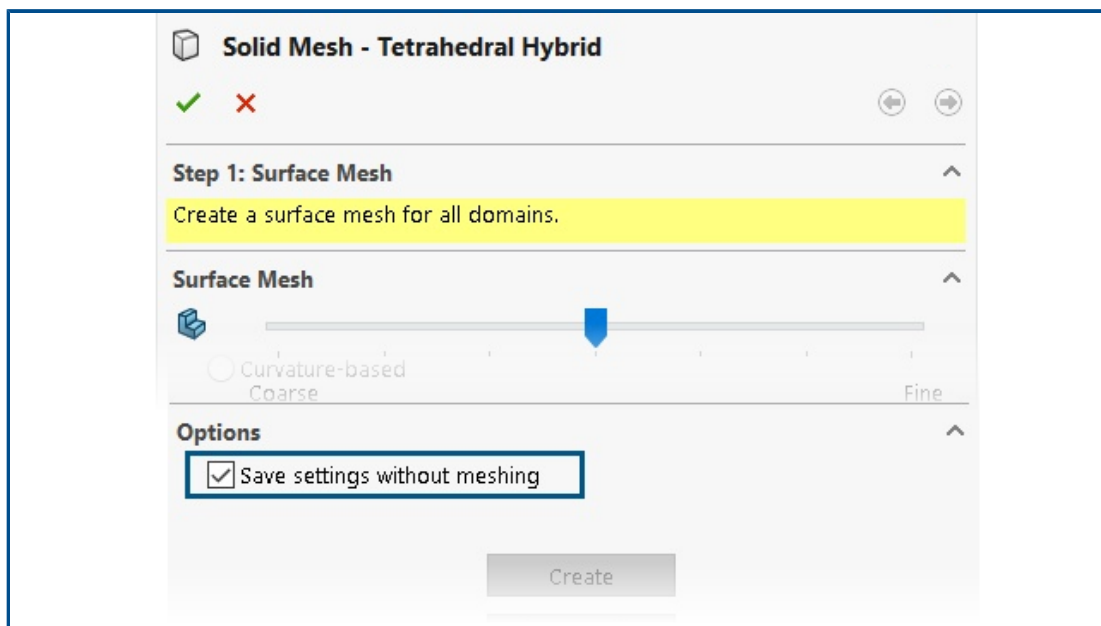 Solid Mesh - Tetrahedral Hybrid
Step 1: Surface Mesh
Create a surface mesh for all domains.
Surface Mesh
Curvature-based
Coarse
Fine
Options
Save settings without meshing
Create